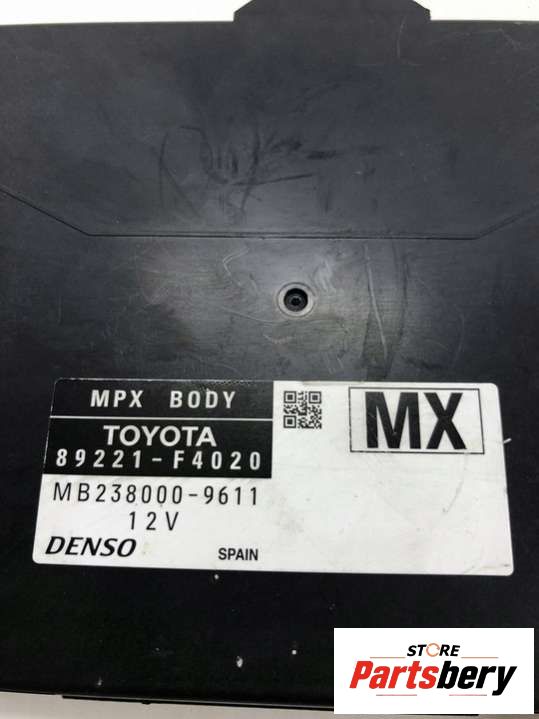 MPX BODY
TOYOTA
89221-F4020
MB238000-9611
12V
DENSO
SPAIN
MX
STORE
Partsbery